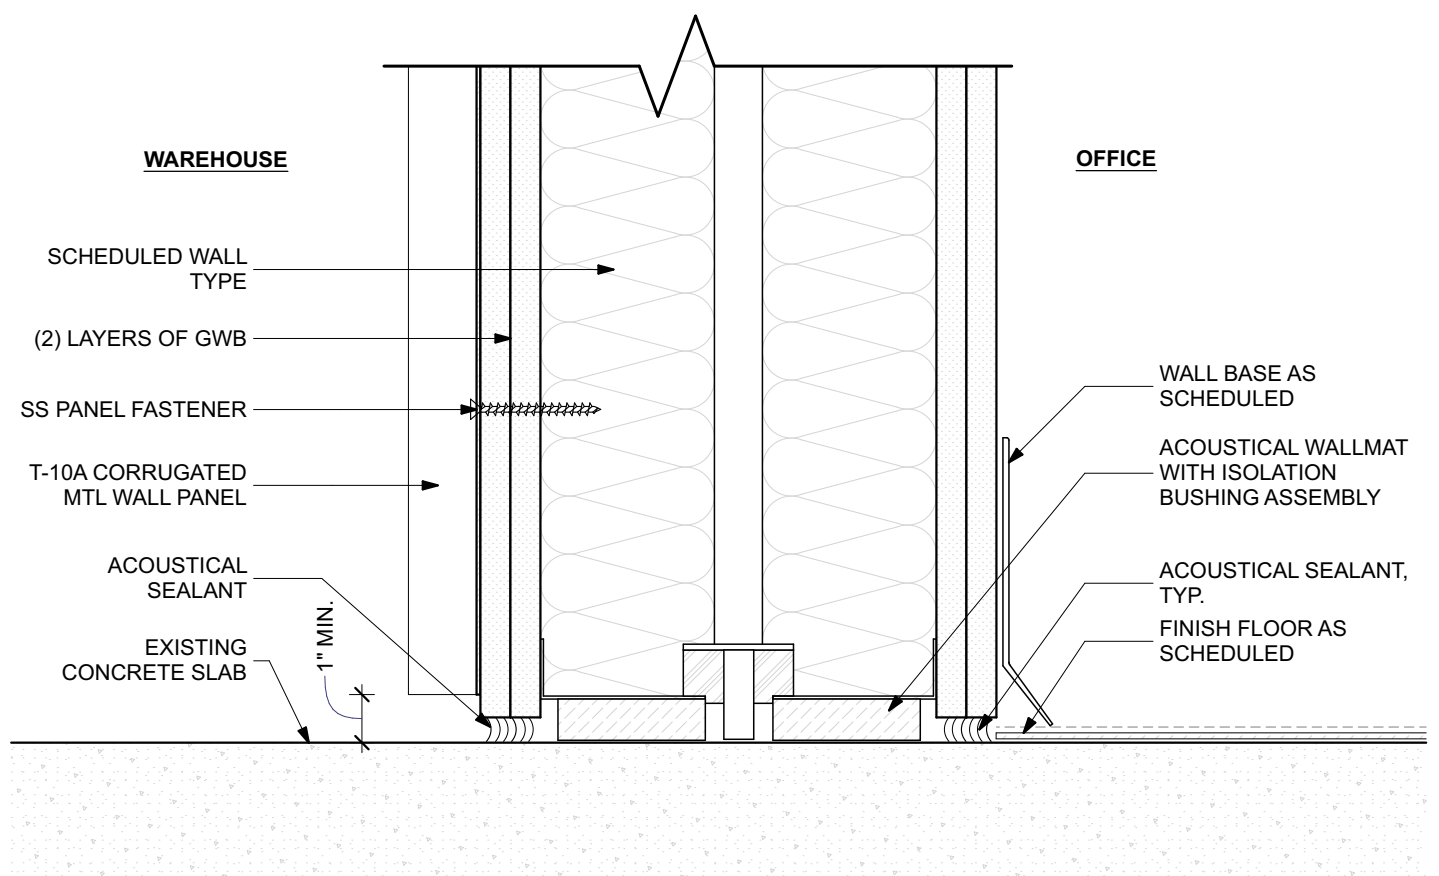 WAREHOUSE
OFFICE
SCHEDULED WALL
TYPE
(2) LAYERS OF GWB
SS PANEL FASTENER
T-10A CORRUGATED
MTL WALL PANEL
ACOUSTICAL
SEALANT
EXISTING
CONCRETE SLAB
1" MIN.
WALL BASE AS
SCHEDULED
ACOUSTICAL WALLMAT
WITH ISOLATION
BUSHING ASSEMBLY
ACOUSTICAL SEALANT,
TYP.
FINISH FLOOR AS
SCHEDULED